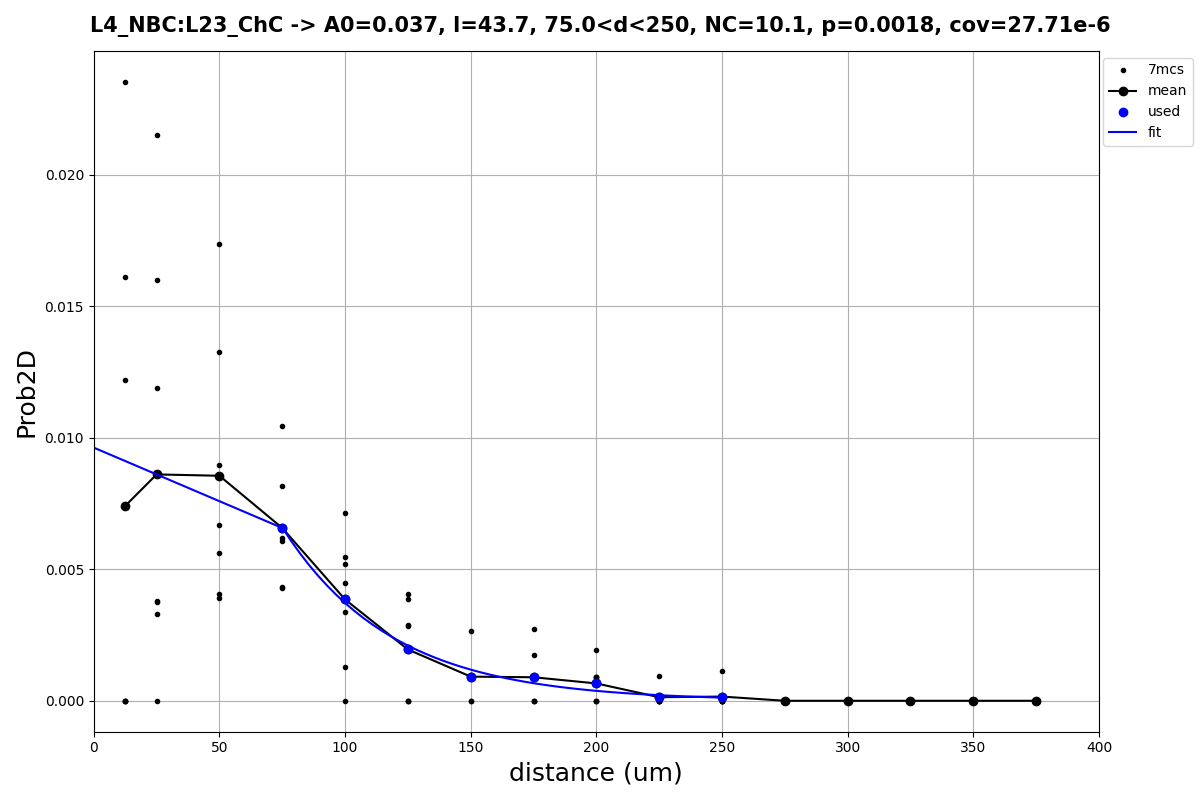 L4_NBC:L23_ChC -> A0=0.037, l=43.7, 75.0<d<250, NC=10.1, p=0.0018, cov=27.71e-6
7mcs
mean
used
fit
0.020
0.015
0.010
0.005
0.000
Prob2D
0
50
100
150
200
250
300
350
400
distance (um)